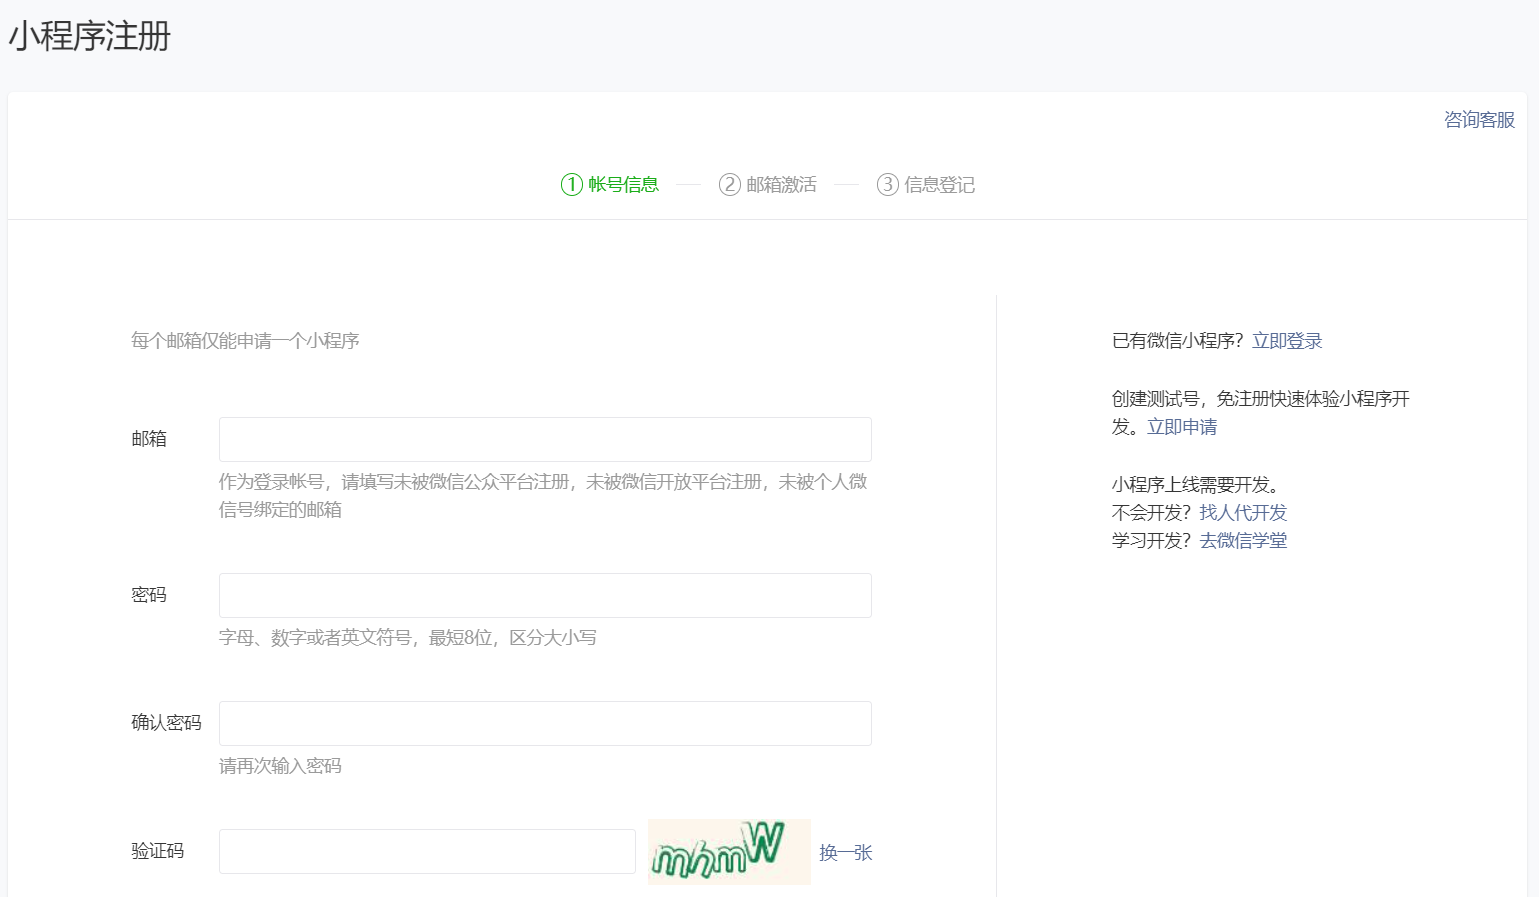 小程序注册
咨询客服
① 帐号信息
② 邮箱激活
③ 信息登记
每个邮箱仅能申请一个小程序
邮箱
作为登录帐号，请填写未被微信公众平台注册，未被微信开放平台注册，未被个人微
信号绑定的邮箱
密码
字母、数字或者英文符号，最短8位，区分大小写
确认密码
请再次输入密码
验证码
换一张
已有微信小程序？立即登录
创建测试号，免注册快速体验小程序开
发。立即申请
小程序上线需要开发。
不会开发？找人代开发
学习开发？去微信学堂